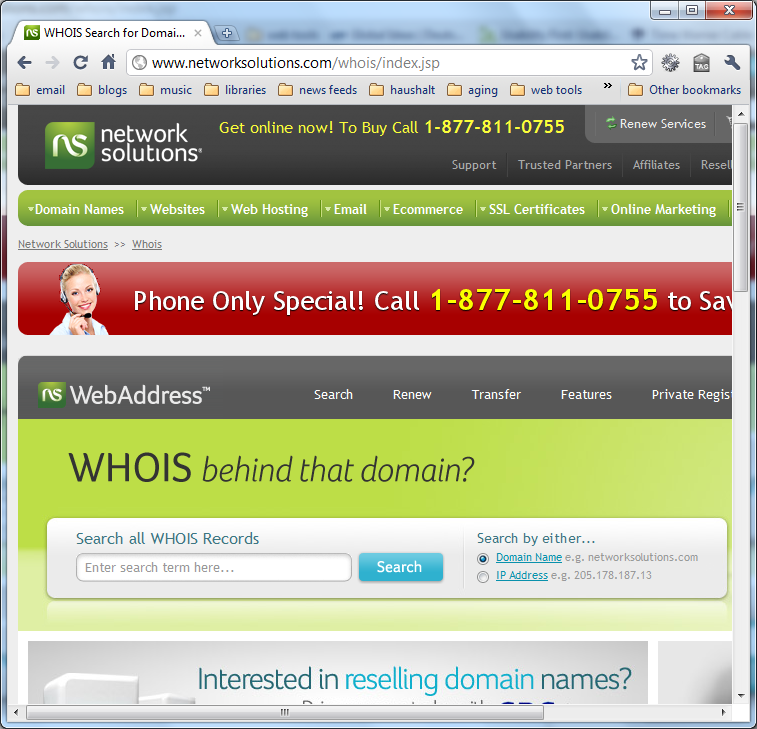 WHOIS Search for Domai...
www.networksolutions.com/whois/index.jsp
email blogs music libraries news feeds haushalt aging web tools » Other bookmarks
ns network solutions®
Get online now! To Buy Call 1-877-811-0755
Renew Services
Support Trusted Partners Affiliates Resell
Domain Names Websites Web Hosting Email Ecommerce SSL Certificates Online Marketing
Network Solutions >> Whois
Phone Only Special! Call 1-877-811-0755 to Sav
ns WebAddress™ Search Renew Transfer Features Private Regis
WHOIS behind that domain?
Search all WHOIS Records
Enter search term here...
Search
Search by either...
Domain Name e.g. networksolutions.com
IP Address e.g. 205.178.187.13
Interested in reselling domain names?